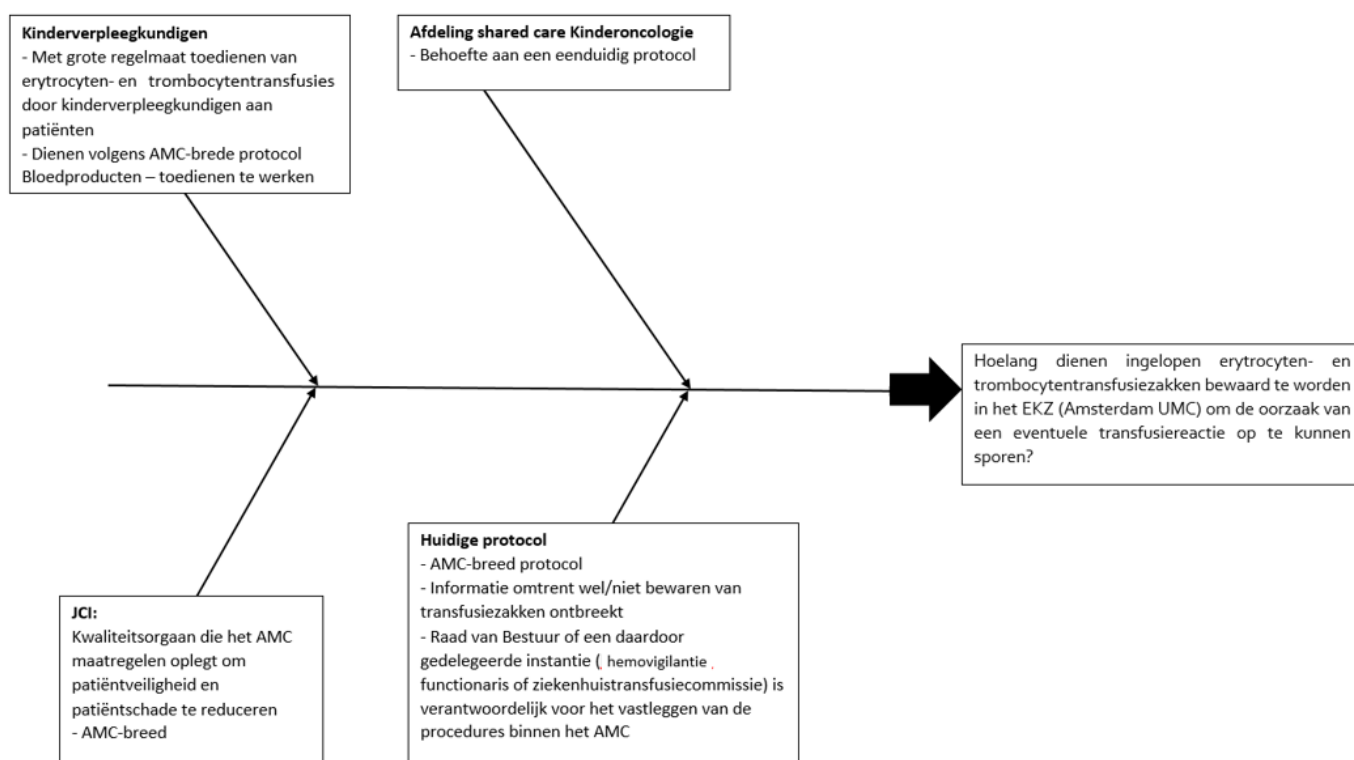 Kinderverpleegkundigen
- Met grote regelmaat toedienen van
erytrocyten- en trombocytentransfusies
door kinderverpleegkundigen aan
patiënten
- Dienen volgens AMC-brede protocol
Bloedproducten – toedienen te werken
Afdeling shared care Kinderoncologie
- Behoefte aan een eenduidig protocol
Hoelang dienen ingelopen erytrocyten- en
trombocytentransfusiezakken bewaard te worden
in het EKZ (Amsterdam UMC) om de oorzaak van
een eventuele transfusiereactie op te kunnen
sporen?
JCI:
Kwaliteitsorgaan die het AMC
maatregelen oplegt om
patiëntveiligheid en
patiëntschade te reduceren
- AMC-breed
Huidige protocol
- AMC-breed protocol
- Informatie omtrent wel/niet bewaren van
transfusiezakken ontbreekt
- Raad van Bestuur of een daardoor
gedelegeerde instantie ( hemovigilantie
functionaris of ziekenhuistransfusiecommissie) is
verantwoordelijk voor het vastleggen van de
procedures binnen het AMC